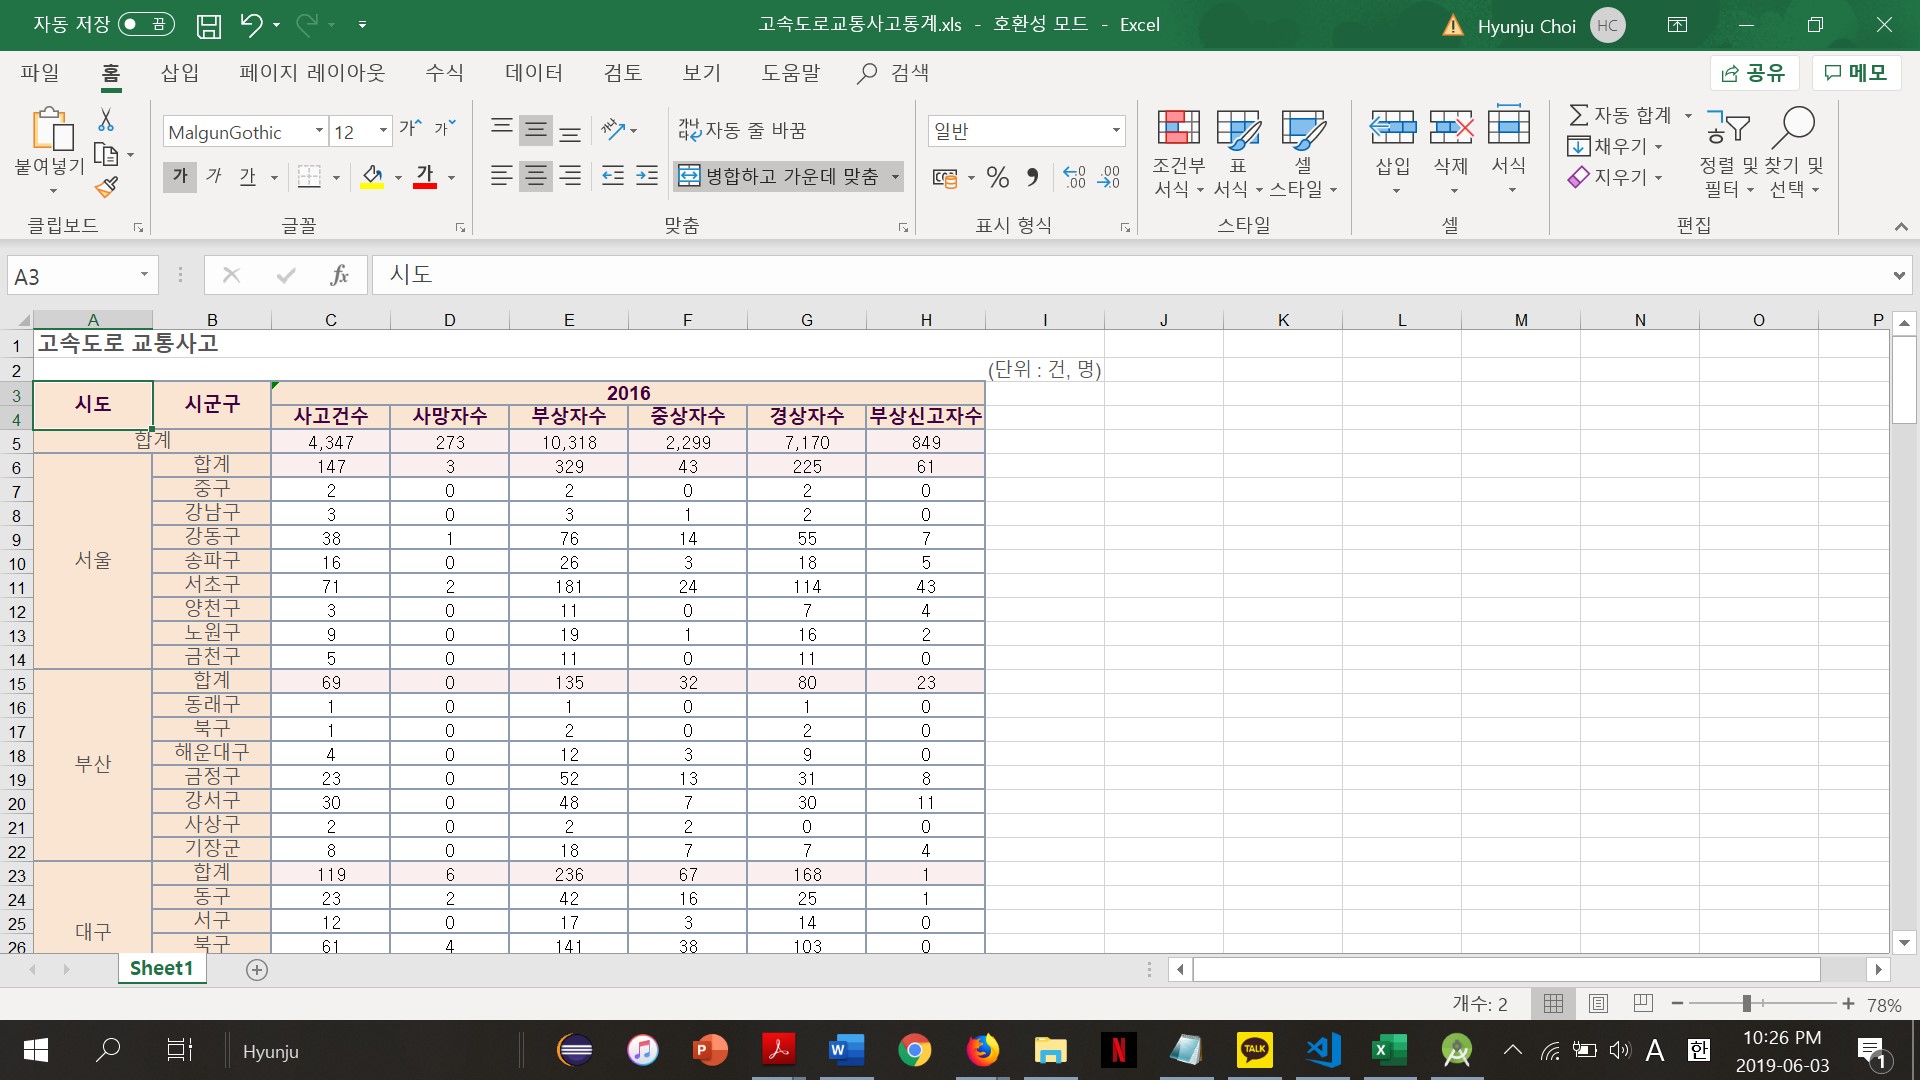 자동 저장 끔 고속도로교통사고통계.xls - 호환성 모드 - Excel Hyunju Choi HC
파일 홈 삽입 페이지 레이아웃 수식 데이터 검토 보기 도움말 검색 공유 메모
붙여넣기 MalgunGothic 12 가 가 가 가 가 가 자동 줄 바꿈 병합하고 가운데 맞춤 일반 % 조건부 서식 표 서식 셀 스타일 삽입 삭제 서식 자동 합계 채우기 지우기 정렬 및 필터 찾기 및 선택
클립보드 글꼴 맞춤 표시 형식 스타일 셀 편집
A3 fx 시도
A B C D E F G H I J K L M N O P
1 고속도로 교통사고
2 (단위 : 건, 명)
3 시도 시군구 2016
4 사고건수 사망자수 부상자수 중상자수 경상자수 부상신고자수
5 합계 4,347 273 10,318 2,299 7,170 849
6 합계 147 3 329 43 225 61
7 중구 2 0 2 0 2 0
8 강남구 3 0 3 1 2 0
9 강동구 38 1 76 14 55 7
10 서울 송파구 16 0 26 3 18 5
11 서초구 71 2 181 24 114 43
12 양천구 3 0 11 0 7 4
13 노원구 9 0 19 1 16 2
14 금천구 5 0 11 0 11 0
15 합계 69 0 135 32 80 23
16 동래구 1 0 1 0 1 0
17 북구 1 0 2 0 2 0
18 부산 해운대구 4 0 12 3 9 0
19 금정구 23 0 52 13 31 8
20 강서구 30 0 48 7 30 11
21 사상구 2 0 2 2 0 0
22 기장군 8 0 18 7 7 4
23 합계 119 6 236 67 168 1
24 동구 23 2 42 16 25 1
25 대구 서구 12 0 17 3 14 0
26 북구 61 4 141 38 103 0
Sheet1
개수: 2 78%
Hyunju P W N TALK X A 한 10:26 PM
2019-06-03 1